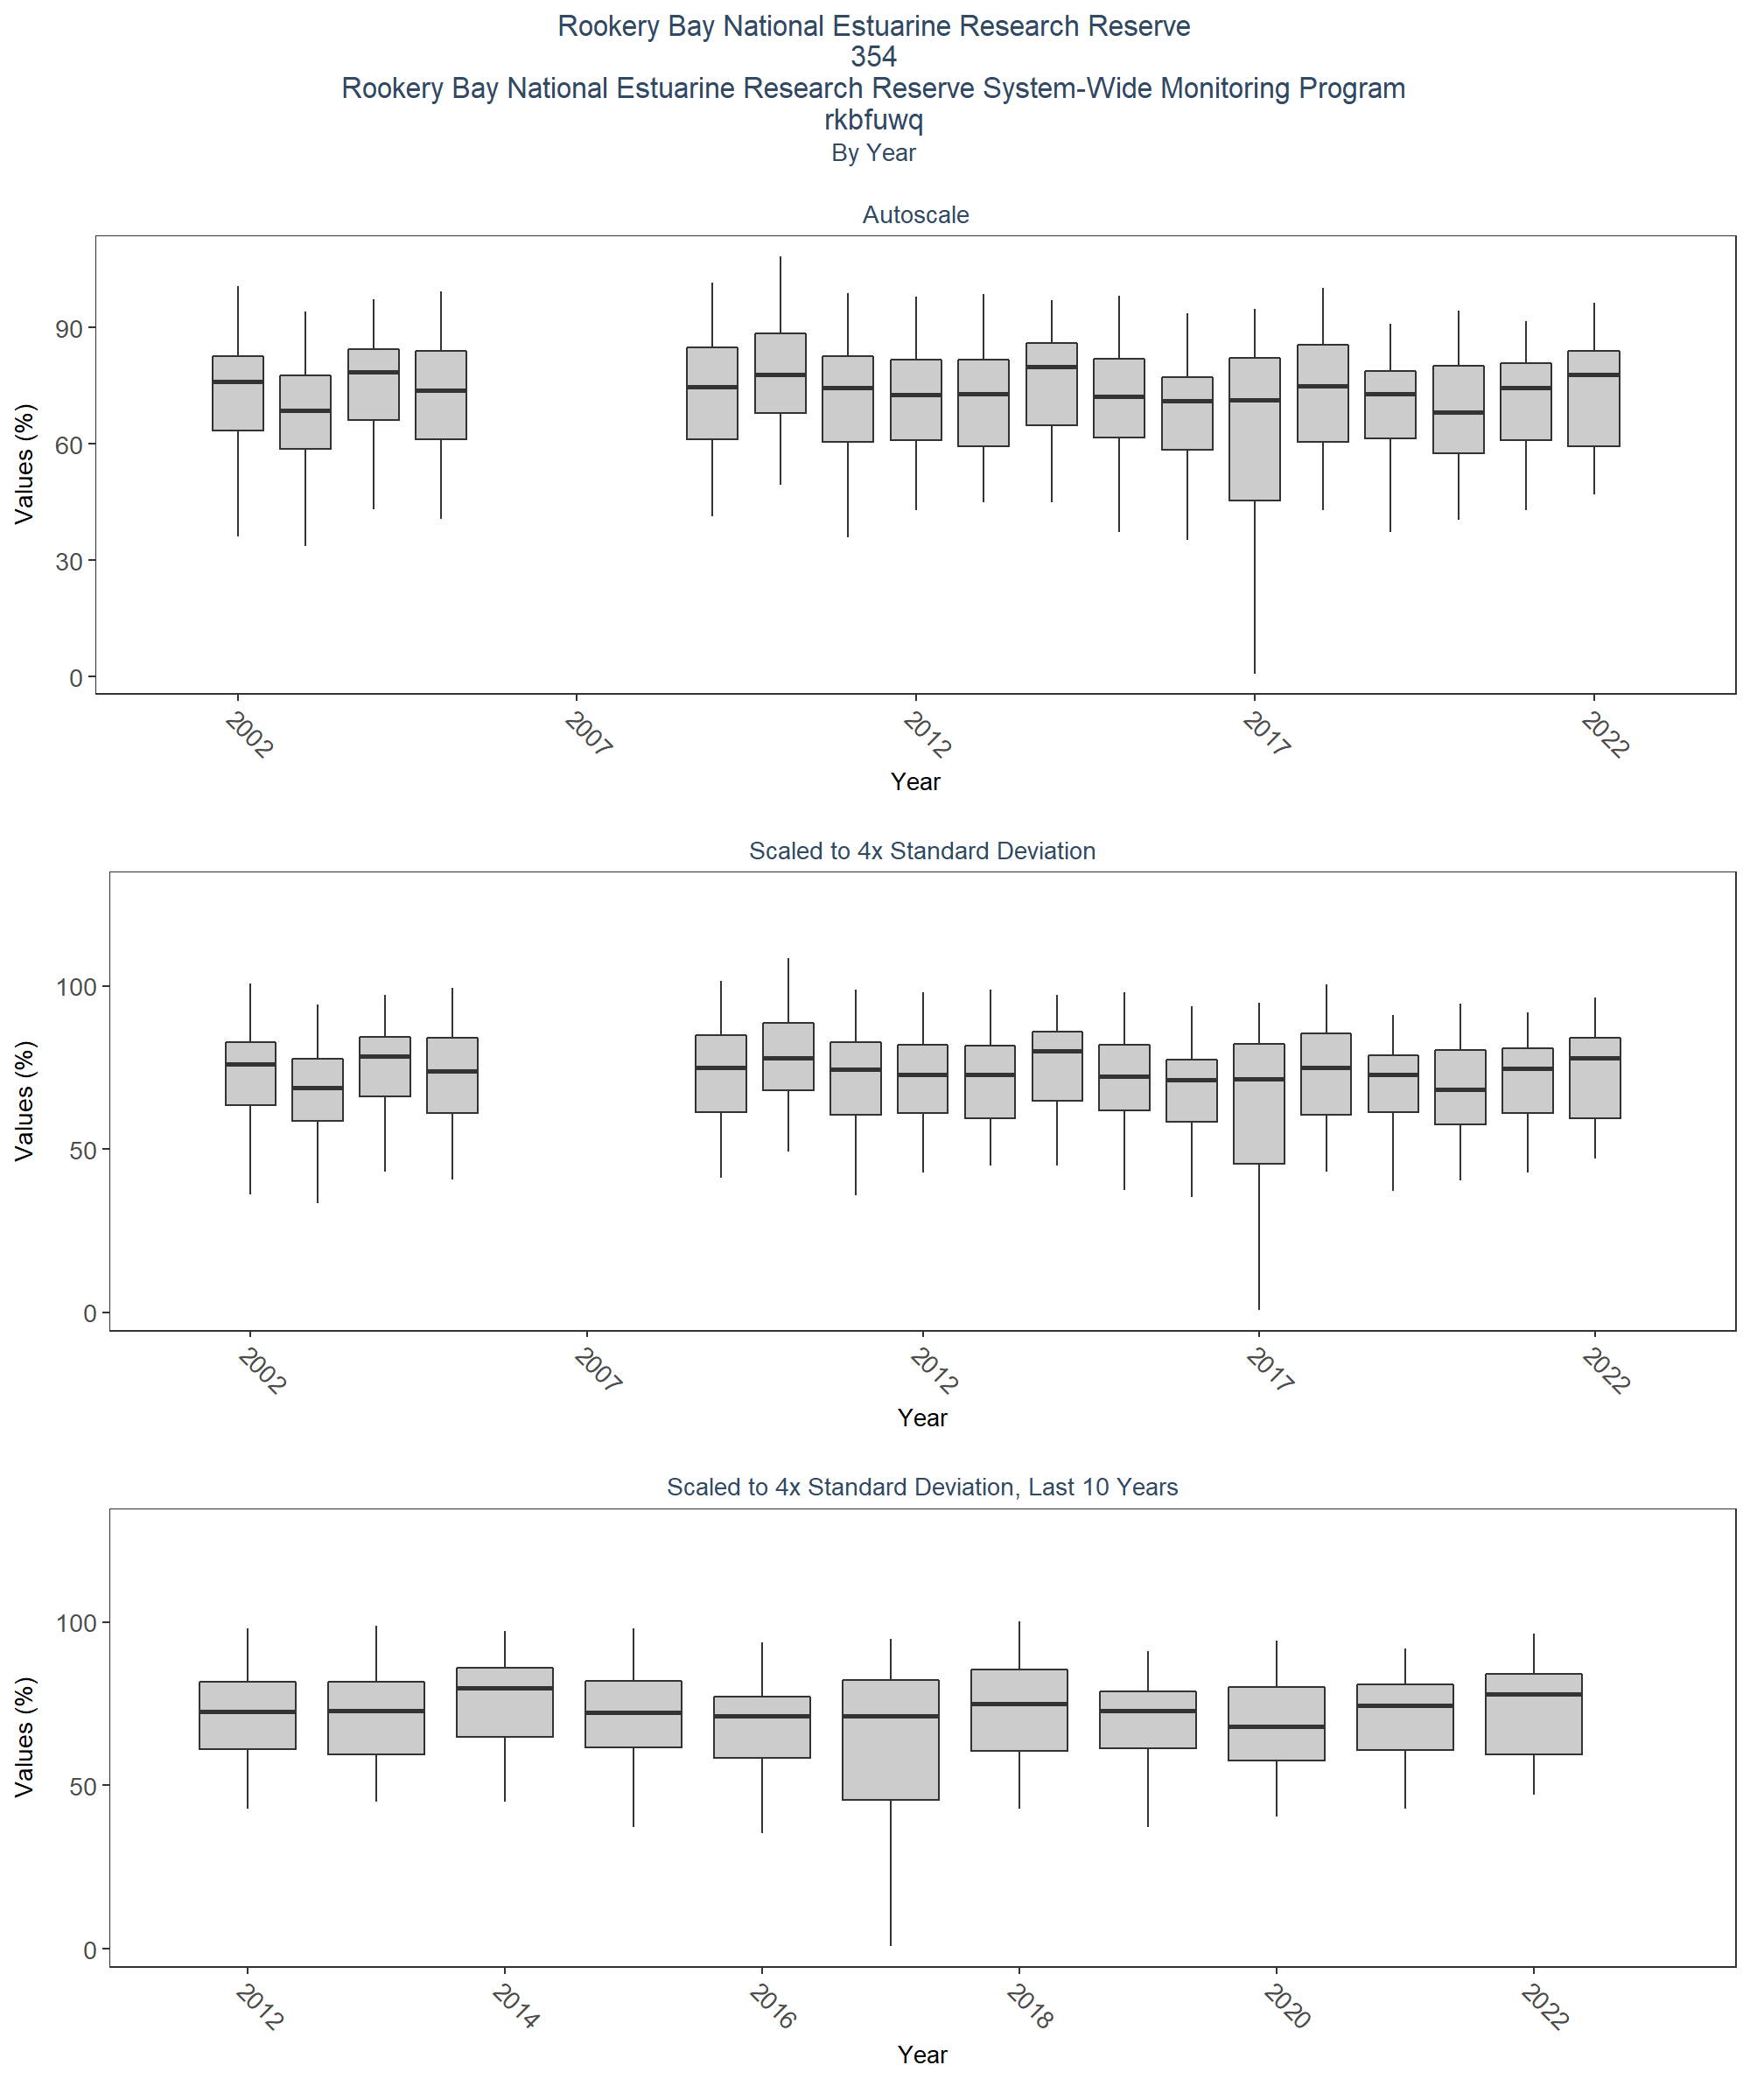 Rookery Bay National Estuarine Research Reserve
354
Rookery Bay National Estuarine Research Reserve System-Wide Monitoring Program
rkbfuwq
By Year
Autoscale
Values (%)
90
60
30
0
2002 2007 2012 2017 2022
Year
Scaled to 4x Standard Deviation
Values (%)
100
50
0
2002 2007 2012 2017 2022
Year
Scaled to 4x Standard Deviation, Last 10 Years
Values (%)
100
50
0
2012 2014 2016 2018 2020 2022
Year